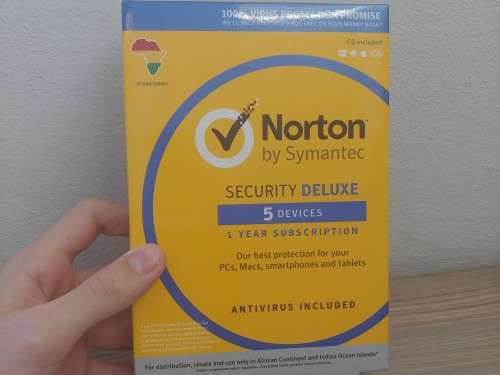 100% VIRUS PROTECTION PROMISE
CD included
African Edition
Norton
by Symantec
SECURITY DELUXE
5 DEVICES
1 YEAR SUBSCRIPTION
Our best protection for your
PCs, Macs, smartphones and tablets
ANTIVIRUS INCLUDED
For distribution, resale and use only in African Continent and Indian Ocean Islands*